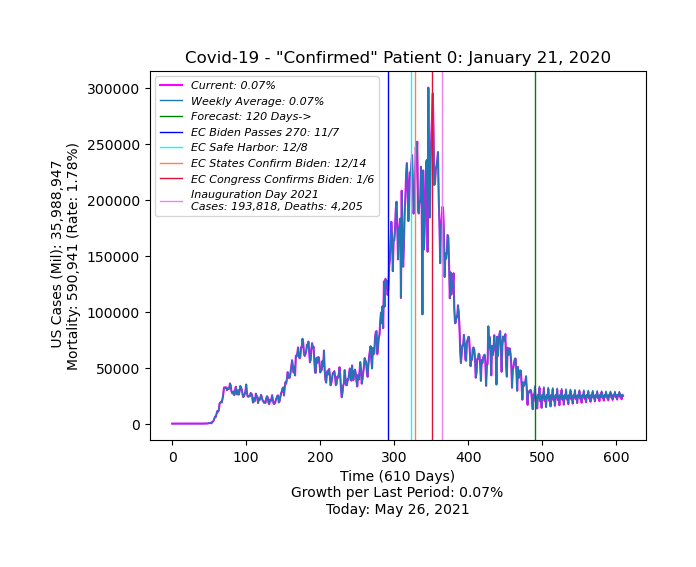 Covid-19 - "Confirmed" Patient 0: January 21, 2020
Current: 0.07%
Weekly Average: 0.07%
Forecast: 120 Days->
EC Biden Passes 270: 11/7
EC Safe Harbor: 12/8
EC States Confirm Biden: 12/14
EC Congress Confirms Biden: 1/6
Inauguration Day 2021
Cases: 193,818, Deaths: 4,205
US Cases (Mil): 35,988,947
Mortality: 590,941 (Rate: 1.78%)
300000
250000
200000
150000
100000
50000
0
0 100 200 300 400 500 600
Time (610 Days)
Growth per Last Period: 0.07%
Today: May 26, 2021